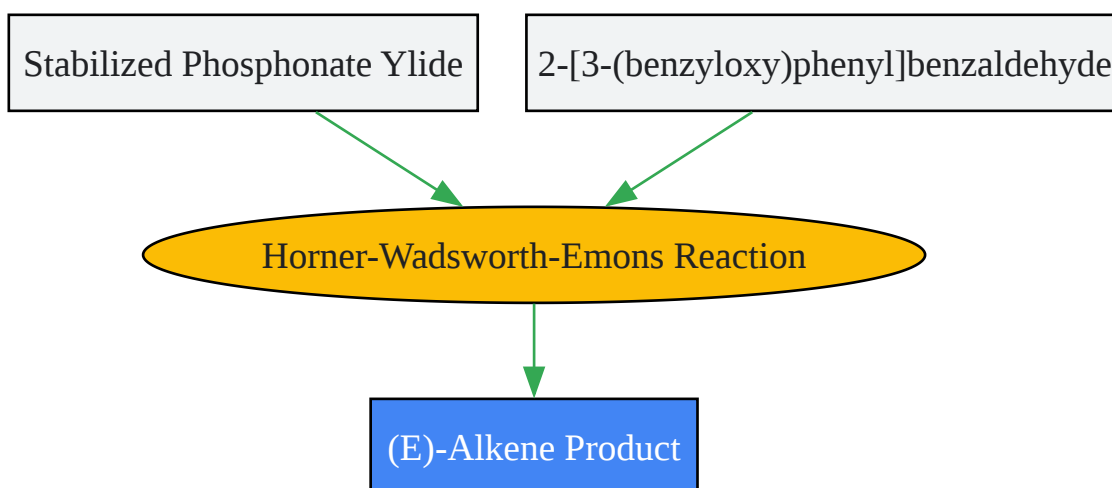 Stabilized Phosphonate Ylide
2-[3-(benzyloxy)phenyl]benzaldehyde
Horner-Wadsworth-Emons Reaction
(E)-Alkene Product